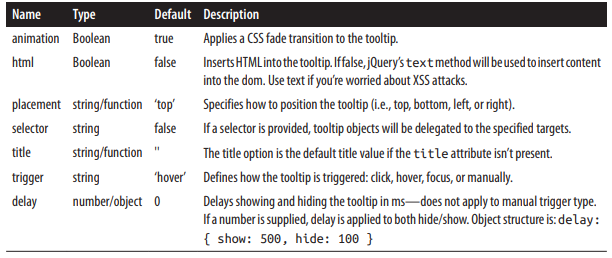 Name Type Default Description
animation Boolean true Applies a CSS fade transition to the tooltip.
html Boolean false Inserts HTML into the tooltip. If false, jQuery's text method will be used to insert content
into the dom. Use text if you're worried about XSS attacks.
placement string/function 'top' Specifies how to position the tooltip (i.e., top, bottom, left, or right).
selector string false If a selector is provided, tooltip objects will be delegated to the specified targets.
title string/function '' The title option is the default title value if the title attribute isn't present.
trigger string 'hover' Defines how the tooltip is triggered: click, hover, focus, or manually.
delay number/object 0 Delays showing and hiding the tooltip in ms—does not apply to manual trigger type.
If a number is supplied, delay is applied to both hide/show. Object structure is: delay:
{ show: 500, hide: 100 }